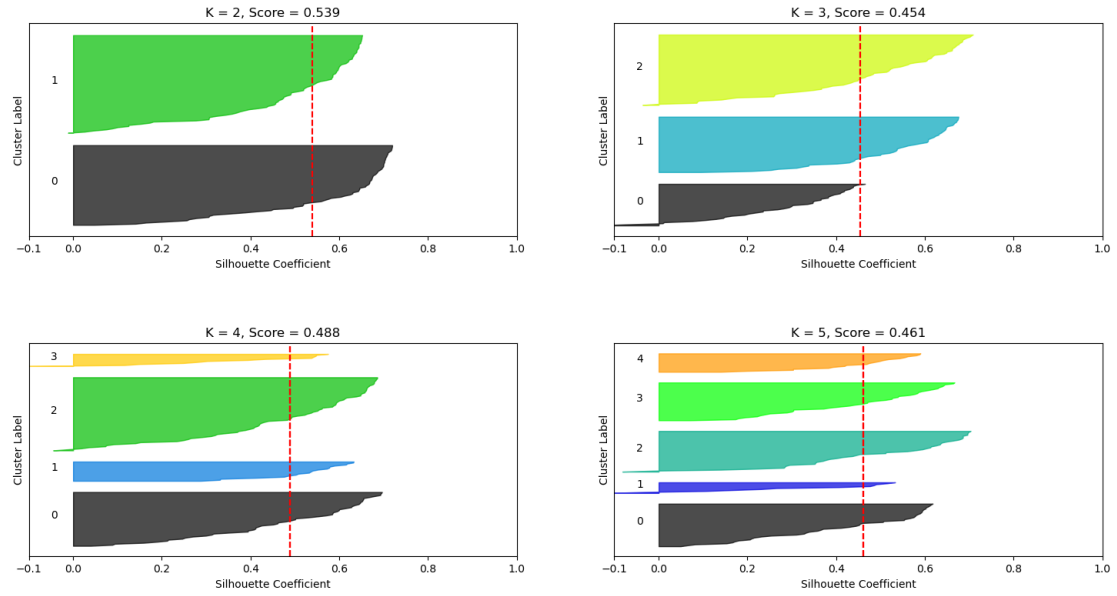 K = 2, Score = 0.539
Cluster Label
1
0
−0.1 0.0 0.2 0.4 0.6 0.8 1.0
Silhouette Coefficient
K = 3, Score = 0.454
Cluster Label
2
1
0
−0.1 0.0 0.2 0.4 0.6 0.8 1.0
Silhouette Coefficient
K = 4, Score = 0.488
Cluster Label
3
2
1
0
−0.1 0.0 0.2 0.4 0.6 0.8 1.0
Silhouette Coefficient
K = 5, Score = 0.461
Cluster Label
4
3
2
1
0
−0.1 0.0 0.2 0.4 0.6 0.8 1.0
Silhouette Coefficient